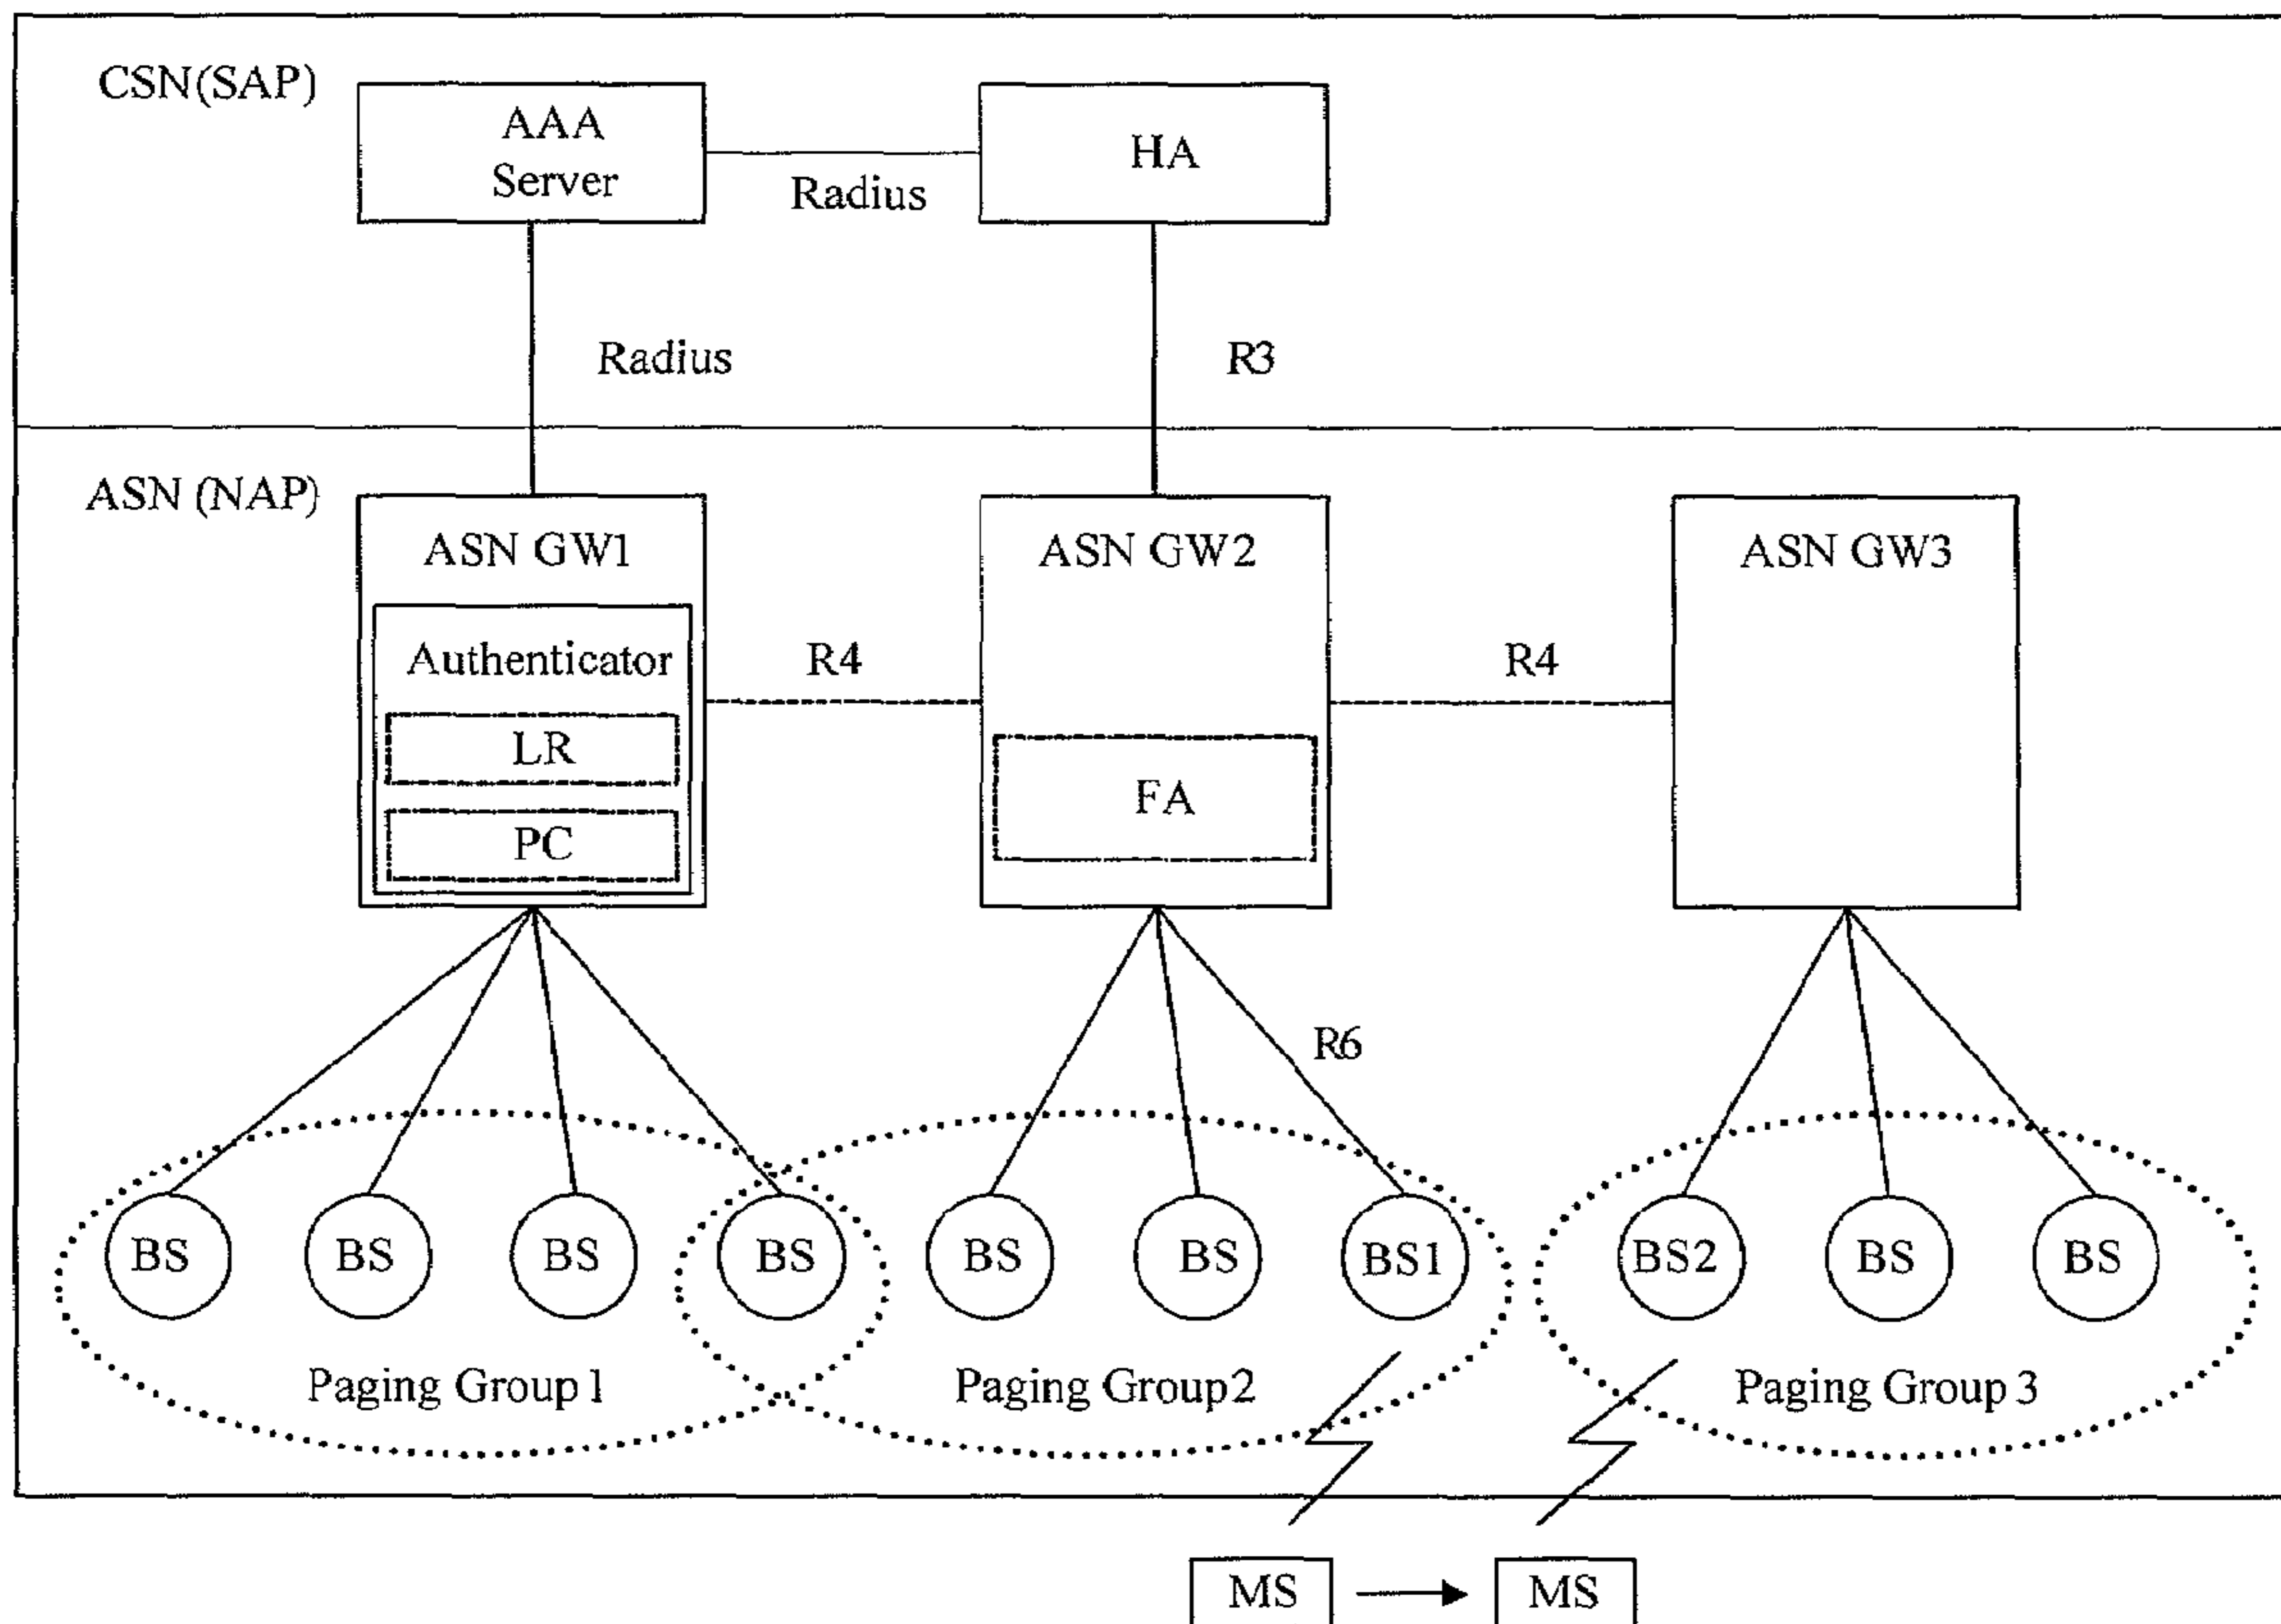 CSN(SAP)
AAA
Server
HA
Radius
Radius
R3
ASN (NAP)
ASN GW1
ASN GW2
ASN GW3
Authenticator
R4
R4
LR
FA
PC
R6
BS
BS
BS
BS
BS
BS
BS1
BS2
BS
BS
Paging Group 1
Paging Group2
Paging Group 3
MS
MS